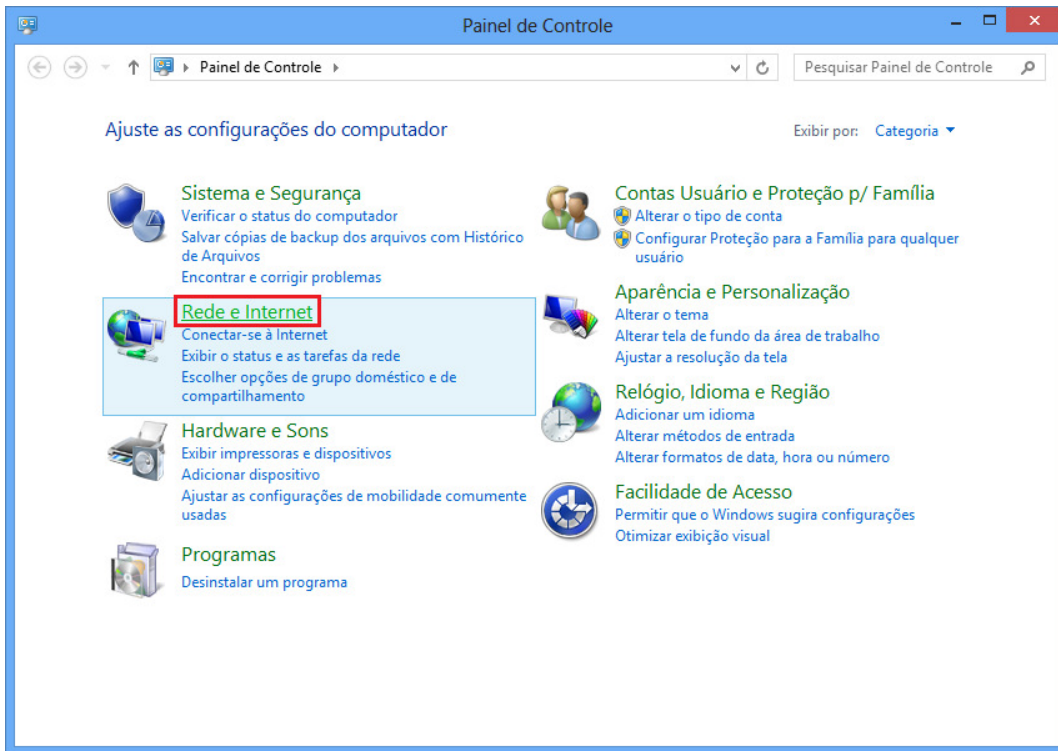 Painel de Controle
Painel de Controle
Pesquisar Painel de Controle
Ajuste as configurações do computador
Exibir por: Categoria
Sistema e Segurança
Verificar o status do computador
Salvar cópias de backup dos arquivos com Histórico
de Arquivos
Encontrar e corrigir problemas
Rede e Internet
Conectar-se à Internet
Exibir o status e as tarefas da rede
Escolher opções de grupo doméstico e de
compartilhamento
Hardware e Sons
Exibir impressoras e dispositivos
Adicionar dispositivo
Ajustar as configurações de mobilidade comumente
usadas
Programas
Desinstalar um programa
Contas Usuário e Proteção p/ Família
Alterar o tipo de conta
Configurar Proteção para a Família para qualquer
usuário
Aparência e Personalização
Alterar o tema
Alterar tela de fundo da área de trabalho
Ajustar a resolução da tela
Relógio, Idioma e Região
Adicionar um idioma
Alterar métodos de entrada
Alterar formatos de data, hora ou número
Facilidade de Acesso
Permitir que o Windows sugira configurações
Otimizar exibição visual